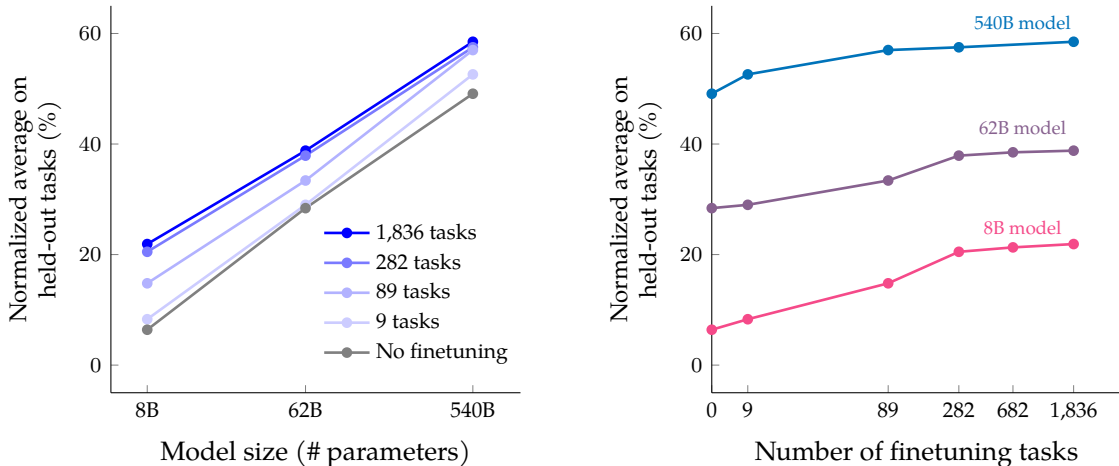 Normalized average on
held-out tasks (%)
60
40
20
0
1,836 tasks
282 tasks
89 tasks
9 tasks
No finetuning
8B 62B 540B
Model size (# parameters)
Normalized average on
held-out tasks (%)
60
40
20
0
540B model
62B model
8B model
0 9 89 282 682 1,836
Number of finetuning tasks